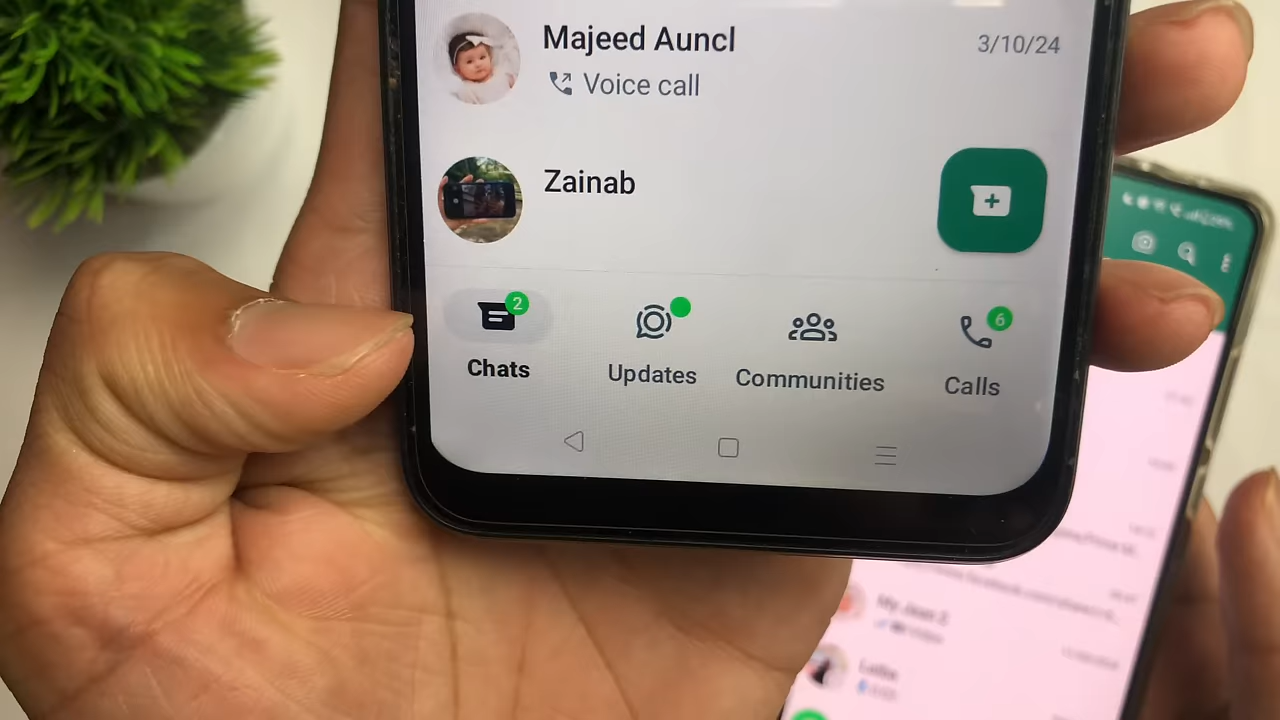 Majeed Auncl
3/10/24
Voice call
Zainab
2
6
Chats
Updates
Communities
Calls